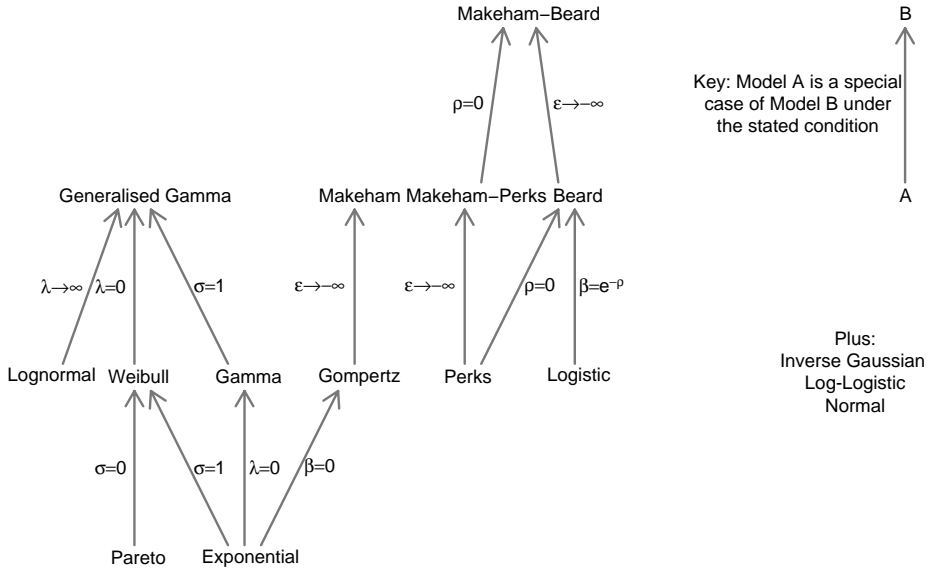 Makeham−Beard
B
Key: Model A is a special
case of Model B under
the stated condition
ρ=0
ε→−∞
Generalised Gamma
Makeham
Makeham−Perks
Beard
A
λ→∞
λ=0
σ=1
ε→−∞
ε→−∞
ρ=0
β=e−ρ
Plus:
Inverse Gaussian
Log-Logistic
Normal
Lognormal
Weibull
Gamma
Gompertz
Perks
Logistic
σ=0
σ=1
λ=0
β=0
Pareto
Exponential